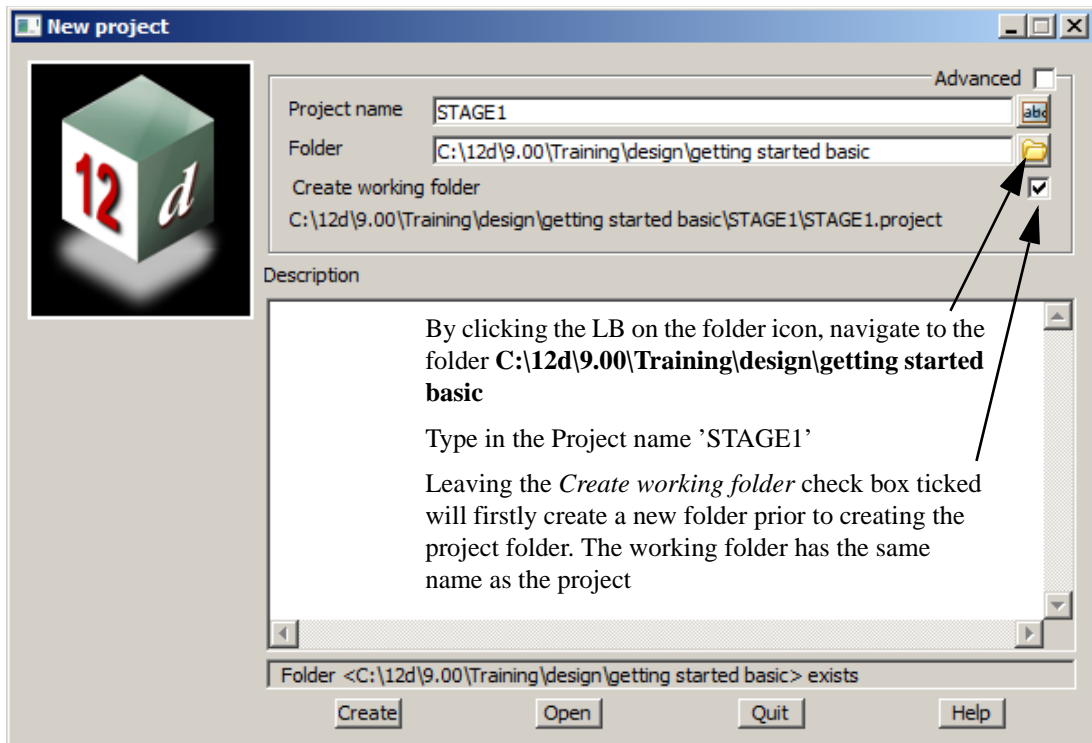 New project
12 d
Advanced
Project name STAGE1 abc
Folder C:\12d\9.00\Training\design\getting started basic
Create working folder
C:\12d\9.00\Training\design\getting started basic\STAGE1\STAGE1.project
Description
By clicking the LB on the folder icon, navigate to the
folder C:\12d\9.00\Training\design\getting started
basic
Type in the Project name ’STAGE1’
Leaving the Create working folder check box ticked
will firstly create a new folder prior to creating the
project folder. The working folder has the same
name as the project
Folder <C:\12d\9.00\Training\design\getting started basic> exists
Create Open Quit Help